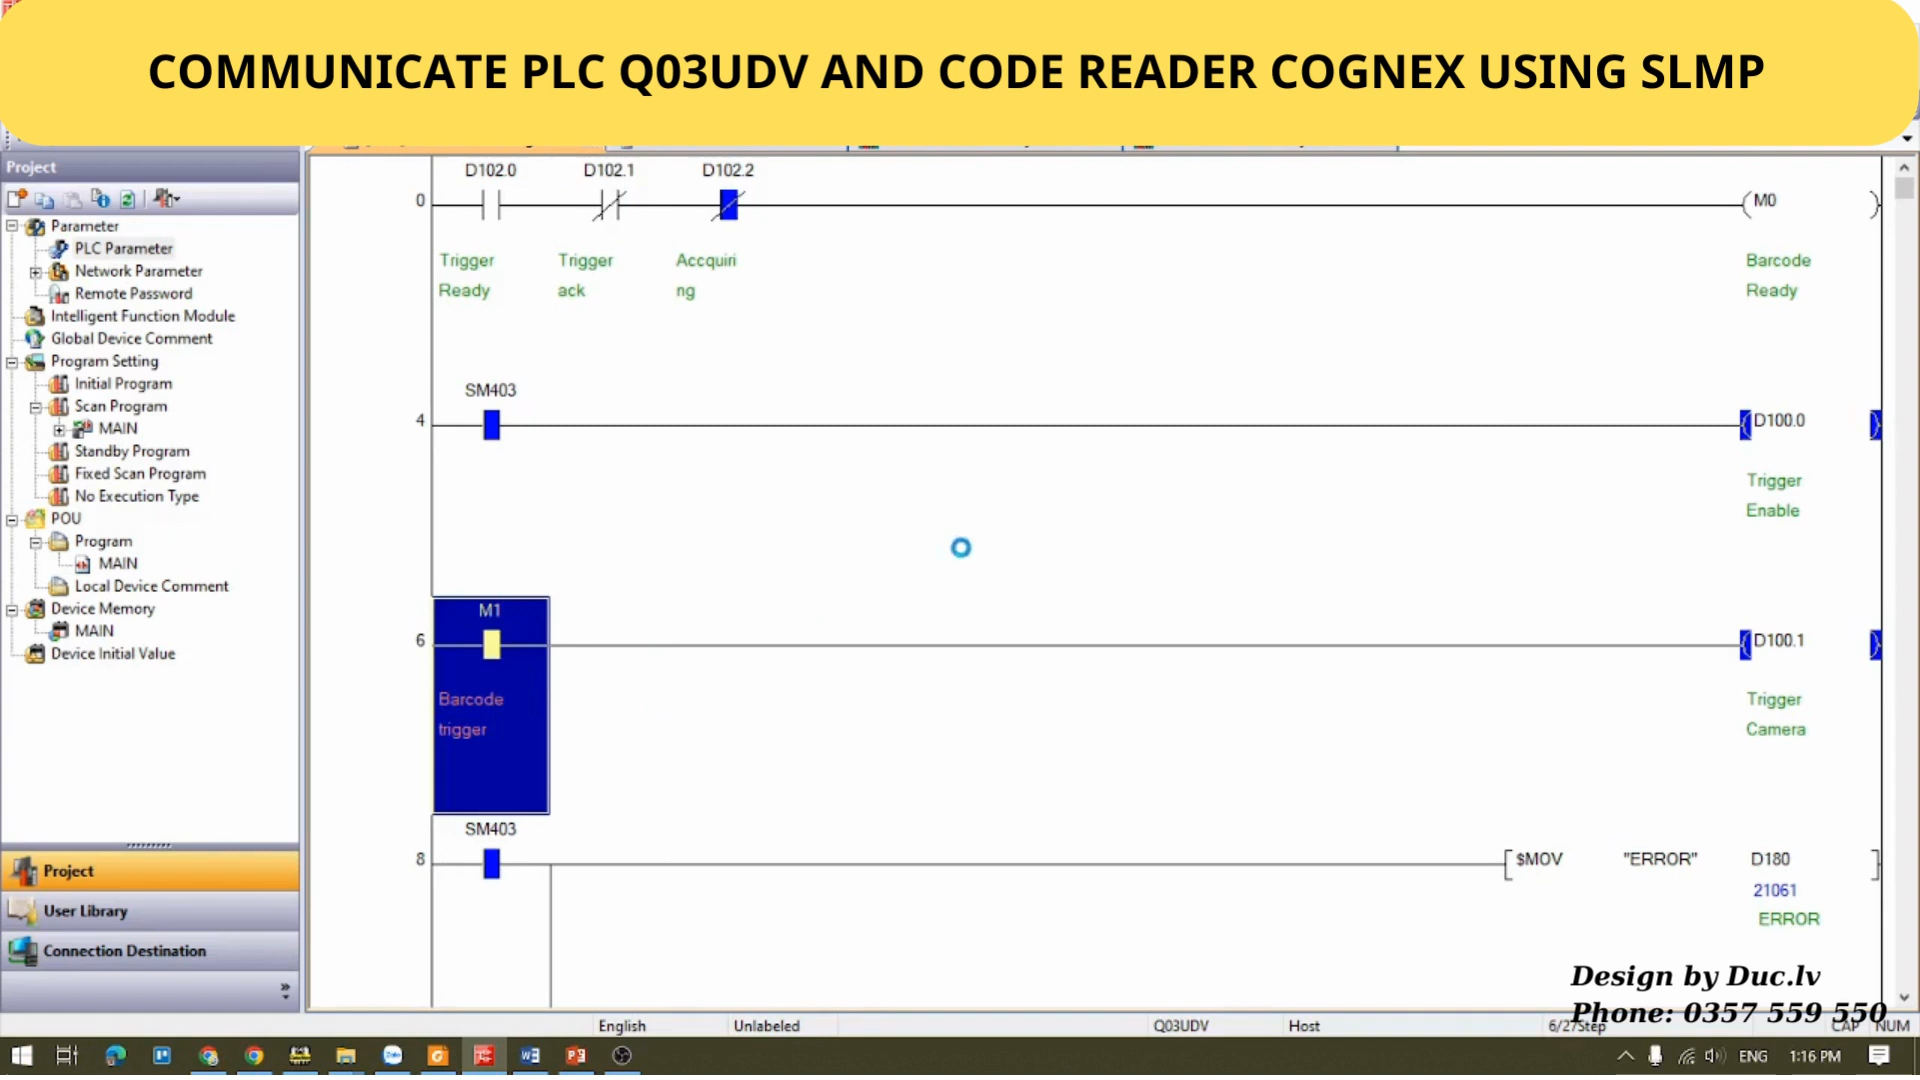 COMMUNICATE PLC Q03UDV AND CODE READER COGNEX USING SLMP
Project
Parameter
PLC Parameter
Network Parameter
Remote Password
Intelligent Function Module
Global Device Comment
Program Setting
Initial Program
Scan Program
MAIN
Standby Program
Fixed Scan Program
No Execution Type
POU
Program
MAIN
Local Device Comment
Device Memory
MAIN
Device Initial Value
Project
User Library
Connection Destination
»
D102.0 D102.1 D102.2
0 M0
Trigger Trigger Accquiri Barcode
Ready ack ng Ready
SM403
4 D100.0
Trigger
Enable
M1
6 D100.1
Barcode Trigger
trigger Camera
SM403
8 $MOV "ERROR" D180
21061
ERROR
Design by Duc.lv
Phone: 0357 559 550
English Unlabeled Q03UDV Host 6/27Step CAP NUM
ENG 1:16 PM